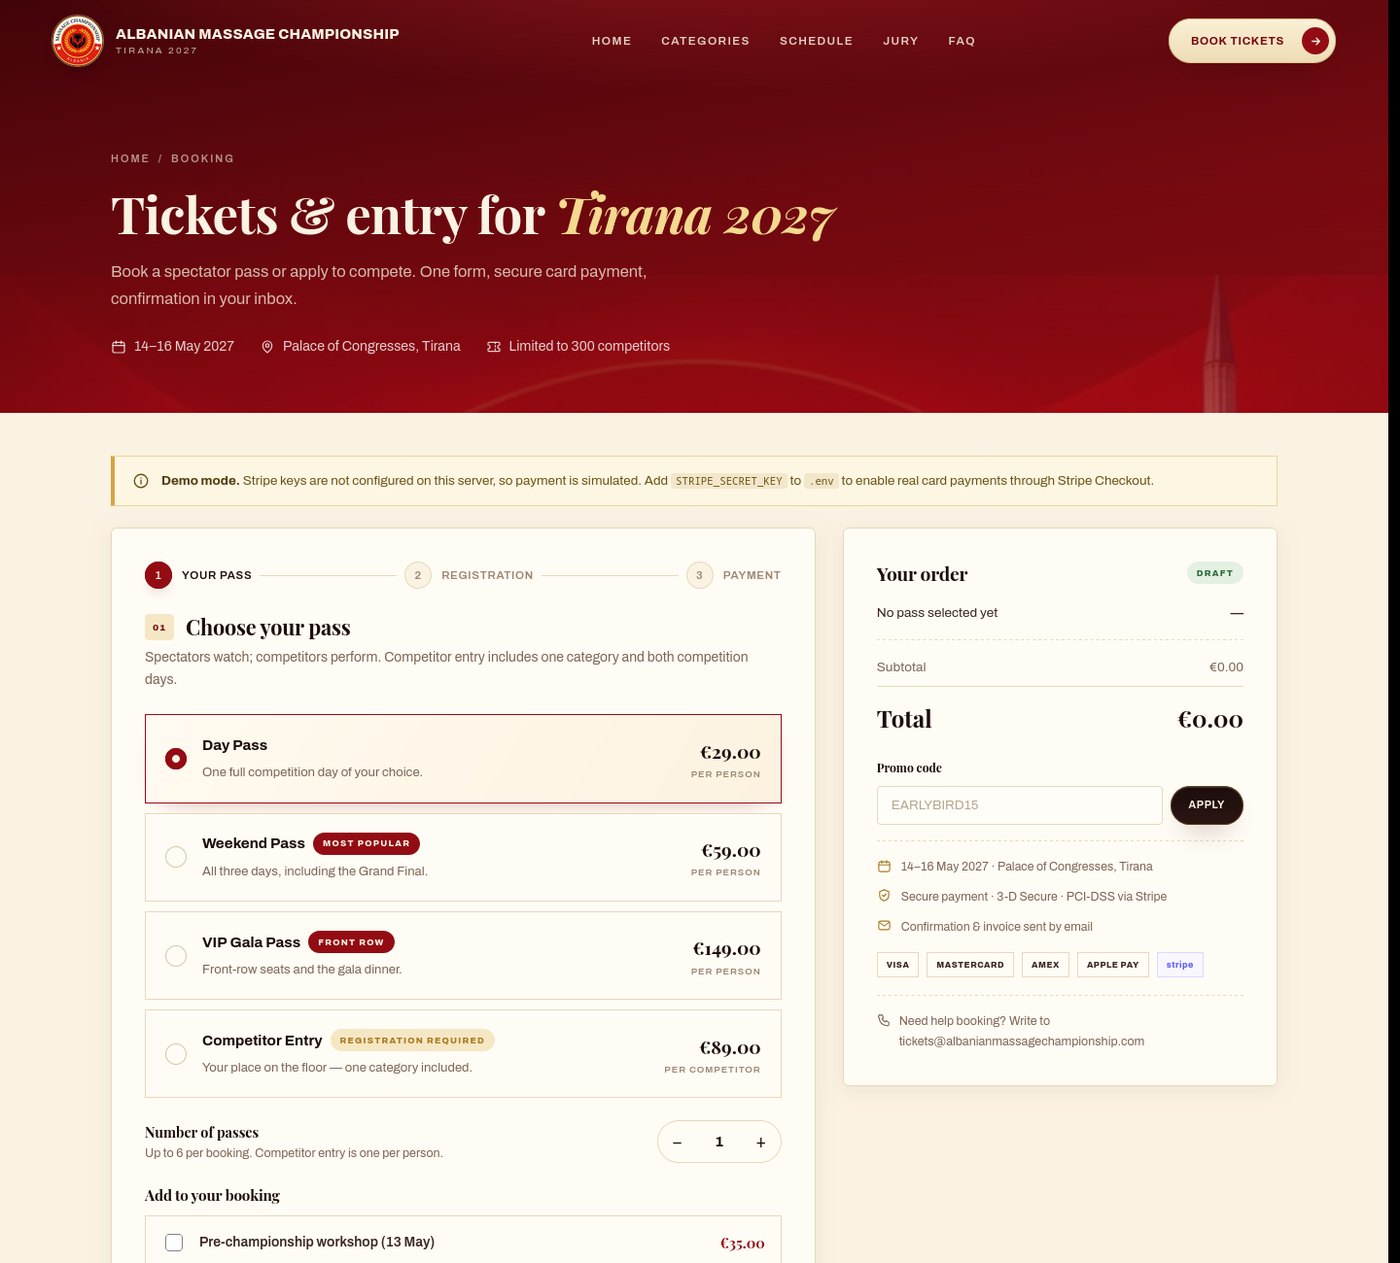 MASSAGE CHAMPIONSHIP
ALBANIA
ALBANIAN MASSAGE CHAMPIONSHIP
TIRANA 2027
HOME CATEGORIES SCHEDULE JURY FAQ
BOOK TICKETS
HOME / BOOKING
Tickets & entry for Tirana 2027
Book a spectator pass or apply to compete. One form, secure card payment,
confirmation in your inbox.
14–16 May 2027 Palace of Congresses, Tirana Limited to 300 competitors
Demo mode. Stripe keys are not configured on this server, so payment is simulated. Add STRIPE_SECRET_KEY to .env to enable real card payments through Stripe Checkout.
1 YOUR PASS 2 REGISTRATION 3 PAYMENT
01 Choose your pass
Spectators watch; competitors perform. Competitor entry includes one category and both competition
days.
Day Pass
One full competition day of your choice.
€29.00
PER PERSON
Weekend Pass MOST POPULAR
All three days, including the Grand Final.
€59.00
PER PERSON
VIP Gala Pass FRONT ROW
Front-row seats and the gala dinner.
€149.00
PER PERSON
Competitor Entry REGISTRATION REQUIRED
Your place on the floor — one category included.
€89.00
PER COMPETITOR
Number of passes
Up to 6 per booking. Competitor entry is one per person.
− 1 +
Add to your booking
Pre-championship workshop (13 May) €35.00
Your order DRAFT
No pass selected yet —
Subtotal €0.00
Total €0.00
Promo code
EARLYBIRD15 APPLY
14–16 May 2027 · Palace of Congresses, Tirana
Secure payment · 3-D Secure · PCI-DSS via Stripe
Confirmation & invoice sent by email
VISA MASTERCARD AMEX APPLE PAY stripe
Need help booking? Write to
tickets@albanianmassagechampionship.com